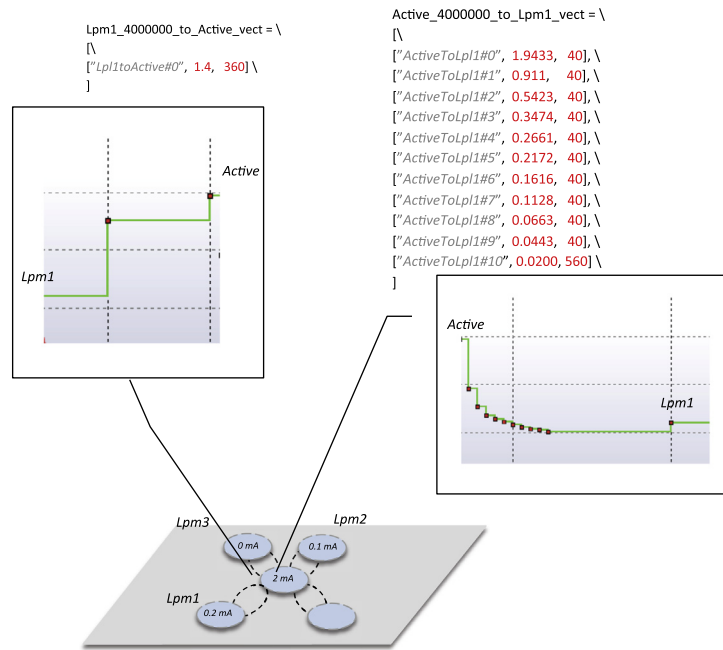 Lpm1_4000000_to_Active_vect = \
[\
["Lpl1toActive#0", 1.4, 360] \
]
Active
Lpm1
Active_4000000_to_Lpm1_vect = \
[\
["ActiveToLpl1#0", 1.9433, 40], \
["ActiveToLpl1#1", 0.911, 40], \
["ActiveToLpl1#2", 0.5423, 40], \
["ActiveToLpl1#3", 0.3474, 40], \
["ActiveToLpl1#4", 0.2661, 40], \
["ActiveToLpl1#5", 0.2172, 40], \
["ActiveToLpl1#6", 0.1616, 40], \
["ActiveToLpl1#7", 0.1128, 40], \
["ActiveToLpl1#8", 0.0663, 40], \
["ActiveToLpl1#9", 0.0443, 40], \
["ActiveToLpl1#10", 0.0200, 560] \
]
Active
Lpm1
Lpm3
Lpm2
0 mA
0.1 mA
2 mA
Lpm1
0.2 mA